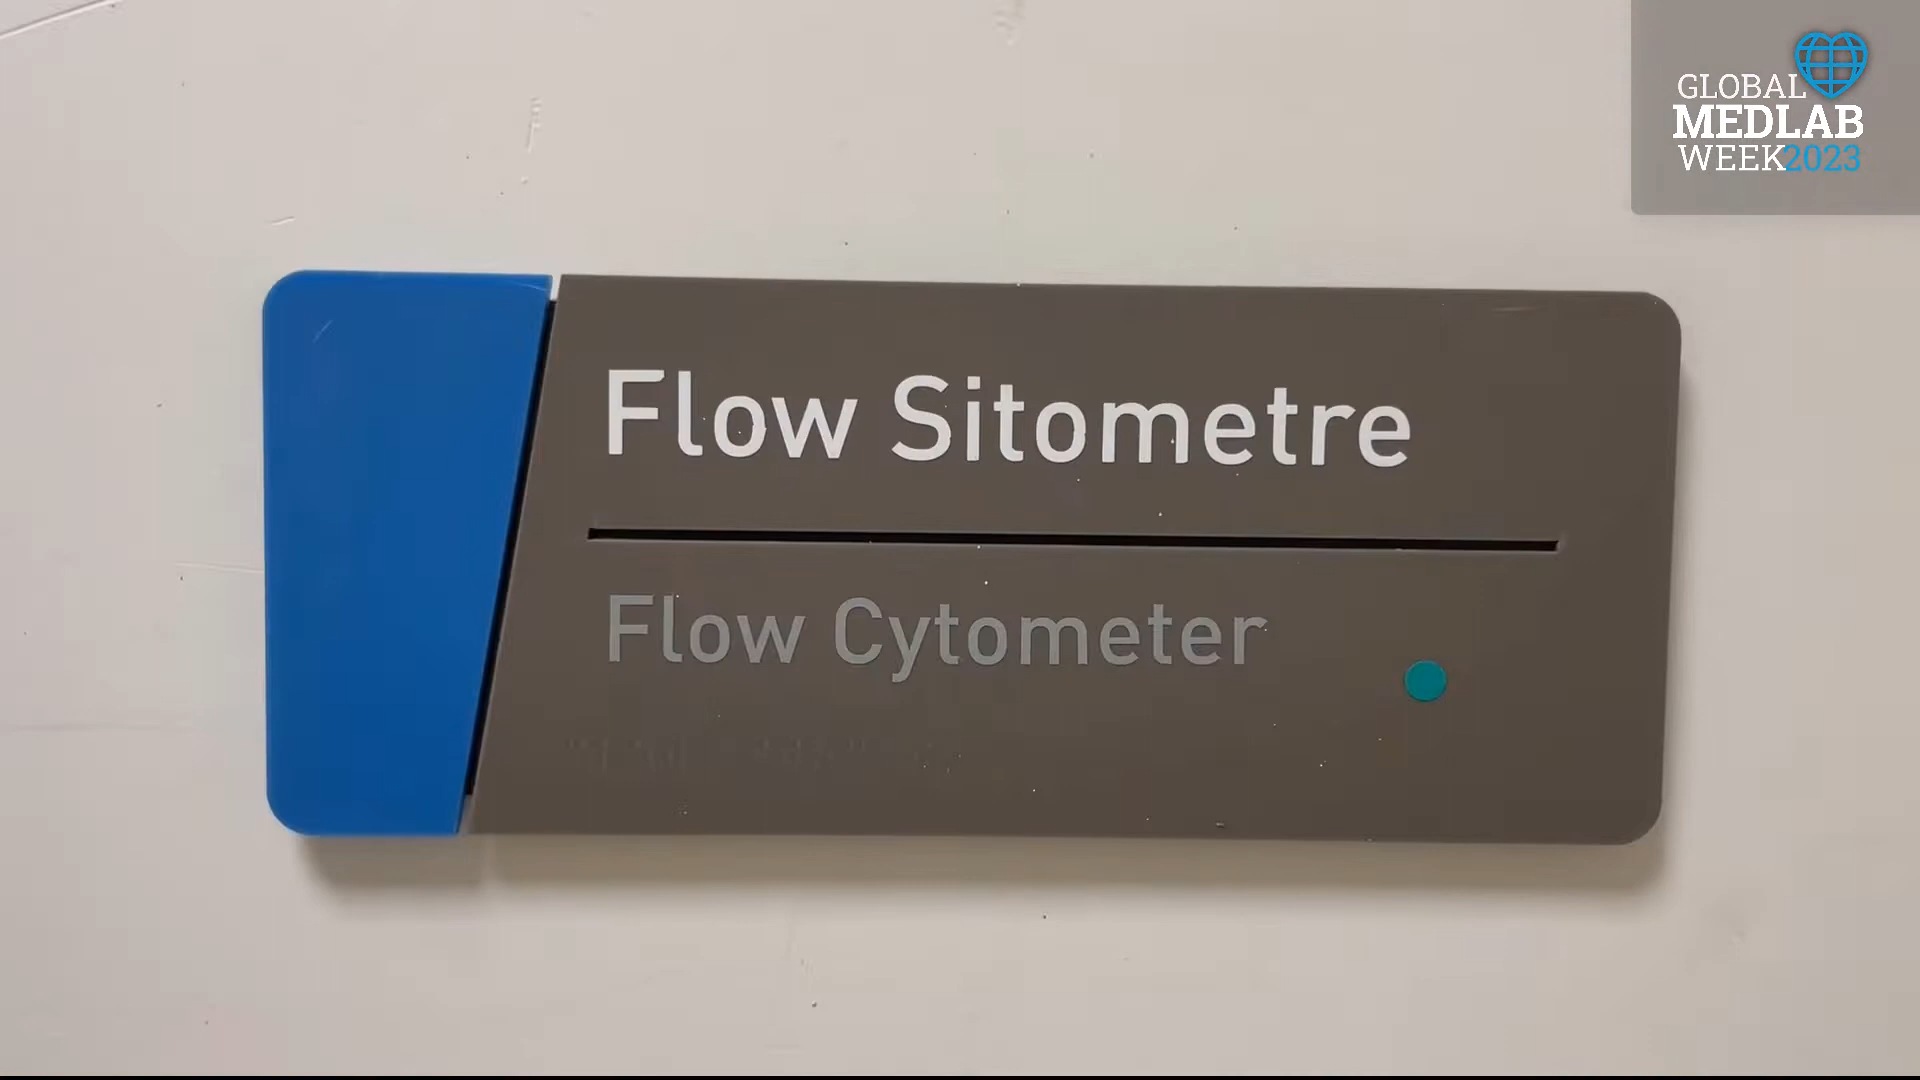 GLOBAL
MEDLAB
WEEK2023
Flow Sitometre
Flow Cytometer